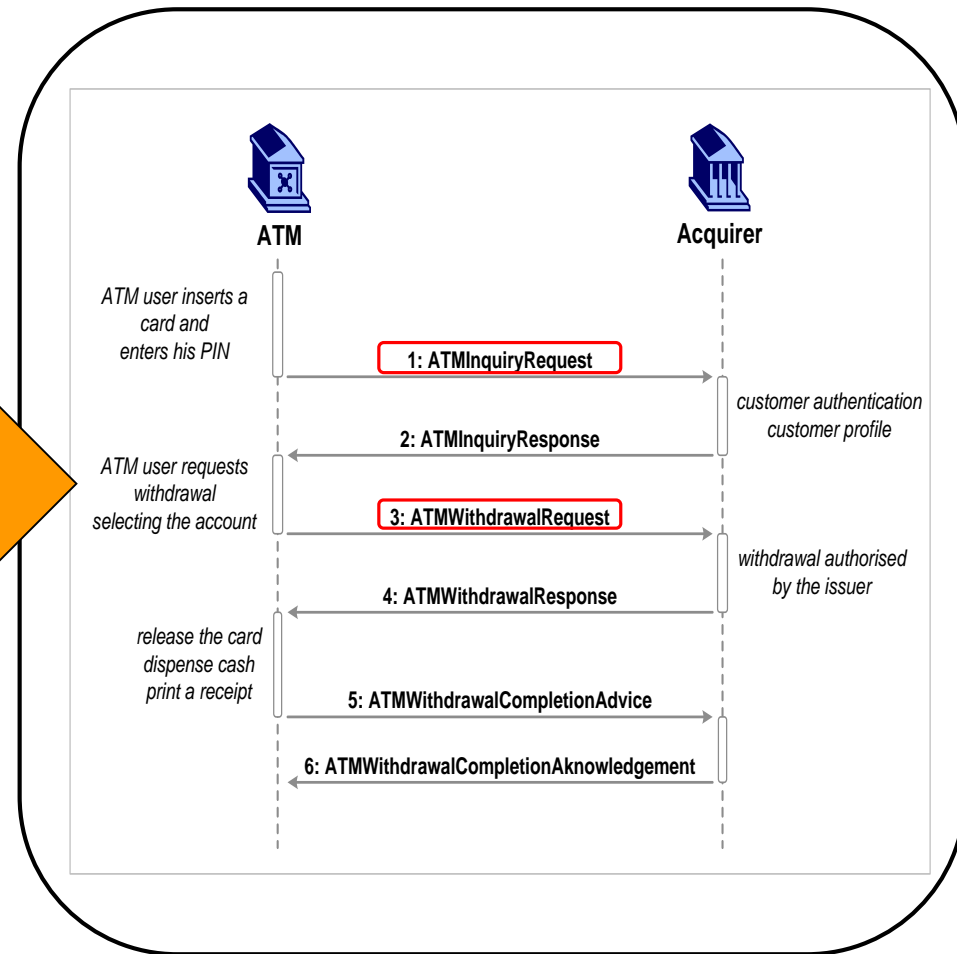 ATM
Acquirer
ATM user inserts a
card and
enters his PIN
1: ATMInquiryRequest
customer authentication
customer profile
2: ATMInquiryResponse
ATM user requests
withdrawal
selecting the account
3: ATMWithdrawalRequest
withdrawal authorised
by the issuer
4: ATMWithdrawalResponse
release the card
dispense cash
print a receipt
5: ATMWithdrawalCompletionAdvice
6: ATMWithdrawalCompletionAknowledgement